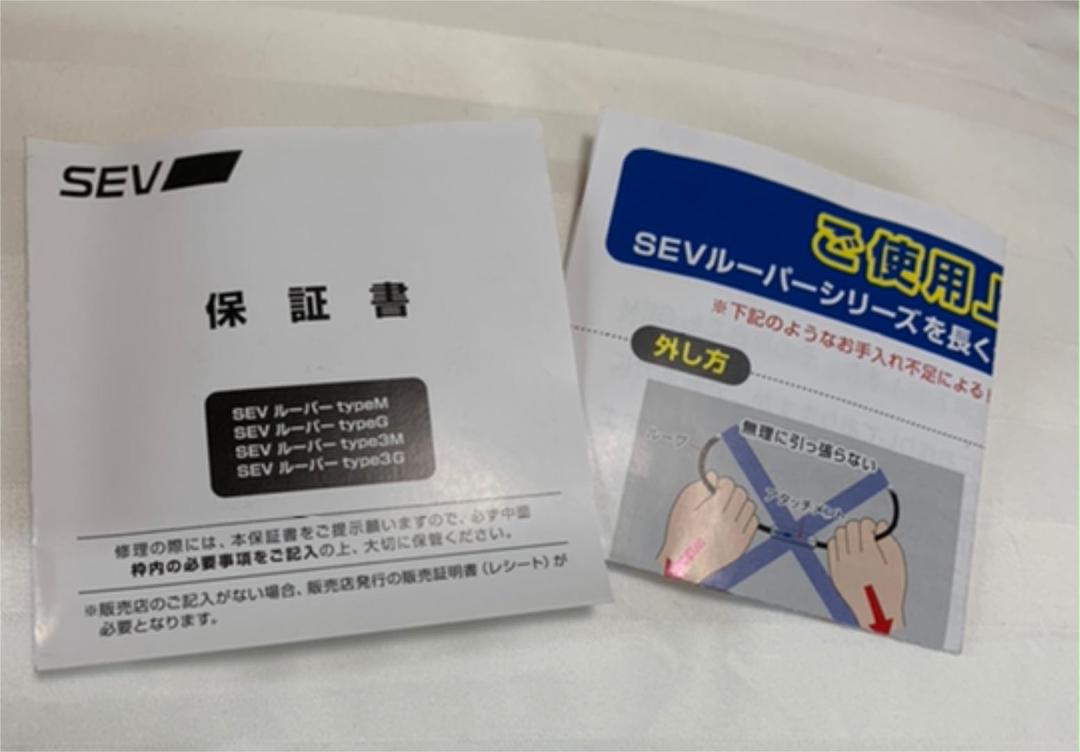 SEV
保証書
SEV ルーパー typeM
SEV ルーパー typeG
SEV ルーパー type3M
SEV ルーパー type3G
修理の際には、本保証書をご提示願いますので、必ず中面
枠内の必要事項をご記入の上、大切に保管ください。
※販売店のご記入がない場合、販売店発行の販売証明書(レシート)が
必要となります。
ご使用上
SEVルーパーシリーズを長く
※下記のようなお手入れ不足による
外し方
無理に引っ張らない
ループ
アタッチメント